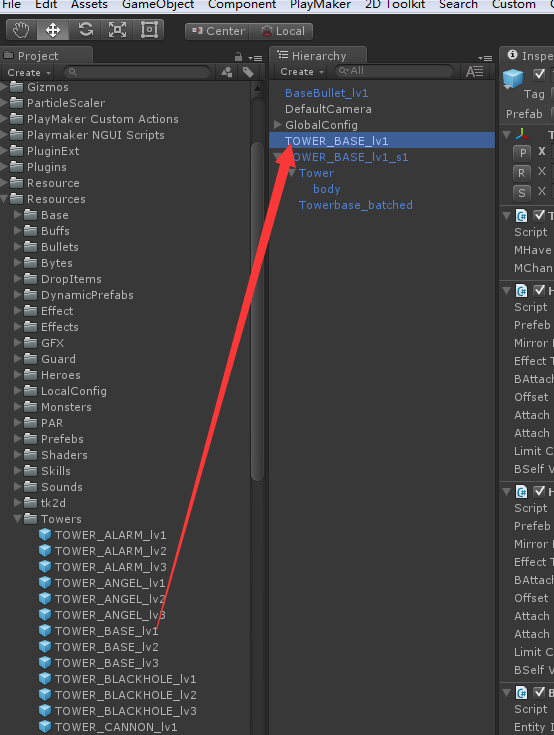 File Edit Assets GameObject Component PlayMaker 2D Toolkit Search Custom
Center Local
Project
Create
Gizmos
ParticleScaler
PlayMaker Custom Actions
Playmaker NGUI Scripts
PluginExt
Plugins
Resource
Resources
Base
Buffs
Bullets
Bytes
DropItems
DynamicPrefabs
Effect
Effects
GFX
Guard
Heroes
LocalConfig
Monsters
PAR
Prefebs
Shaders
Skills
Sounds
tk2d
Towers
TOWER_ALARM_lv1
TOWER_ALARM_lv2
TOWER_ALARM_lv3
TOWER_ANGEL_lv1
TOWER_ANGEL_lv2
TOWER_ANGEL_lv3
TOWER_BASE_lv1
TOWER_BASE_lv2
TOWER_BASE_lv3
TOWER_BLACKHOLE_lv1
TOWER_BLACKHOLE_lv2
TOWER_BLACKHOLE_lv3
TOWER_CANNON_lv1
Hierarchy
Create All
BaseBullet_lv1
DefaultCamera
GlobalConfig
TOWER_BASE_lv1
TOWER_BASE_lv1_s1
Tower
body
Towerbase_batched
Inspe
Tag
Prefab
T
P X
R X
S X
T
Script
MHave
MChan
H
Script
Prefeb
Mirror
Effect T
BAttach
Offset
Attach
Attach
Limit C
BSelf V
H
Script
Prefeb
Mirror
Effect T
BAttach
Offset
Attach
Attach
Limit C
BSelf V
B
Script
Entity I